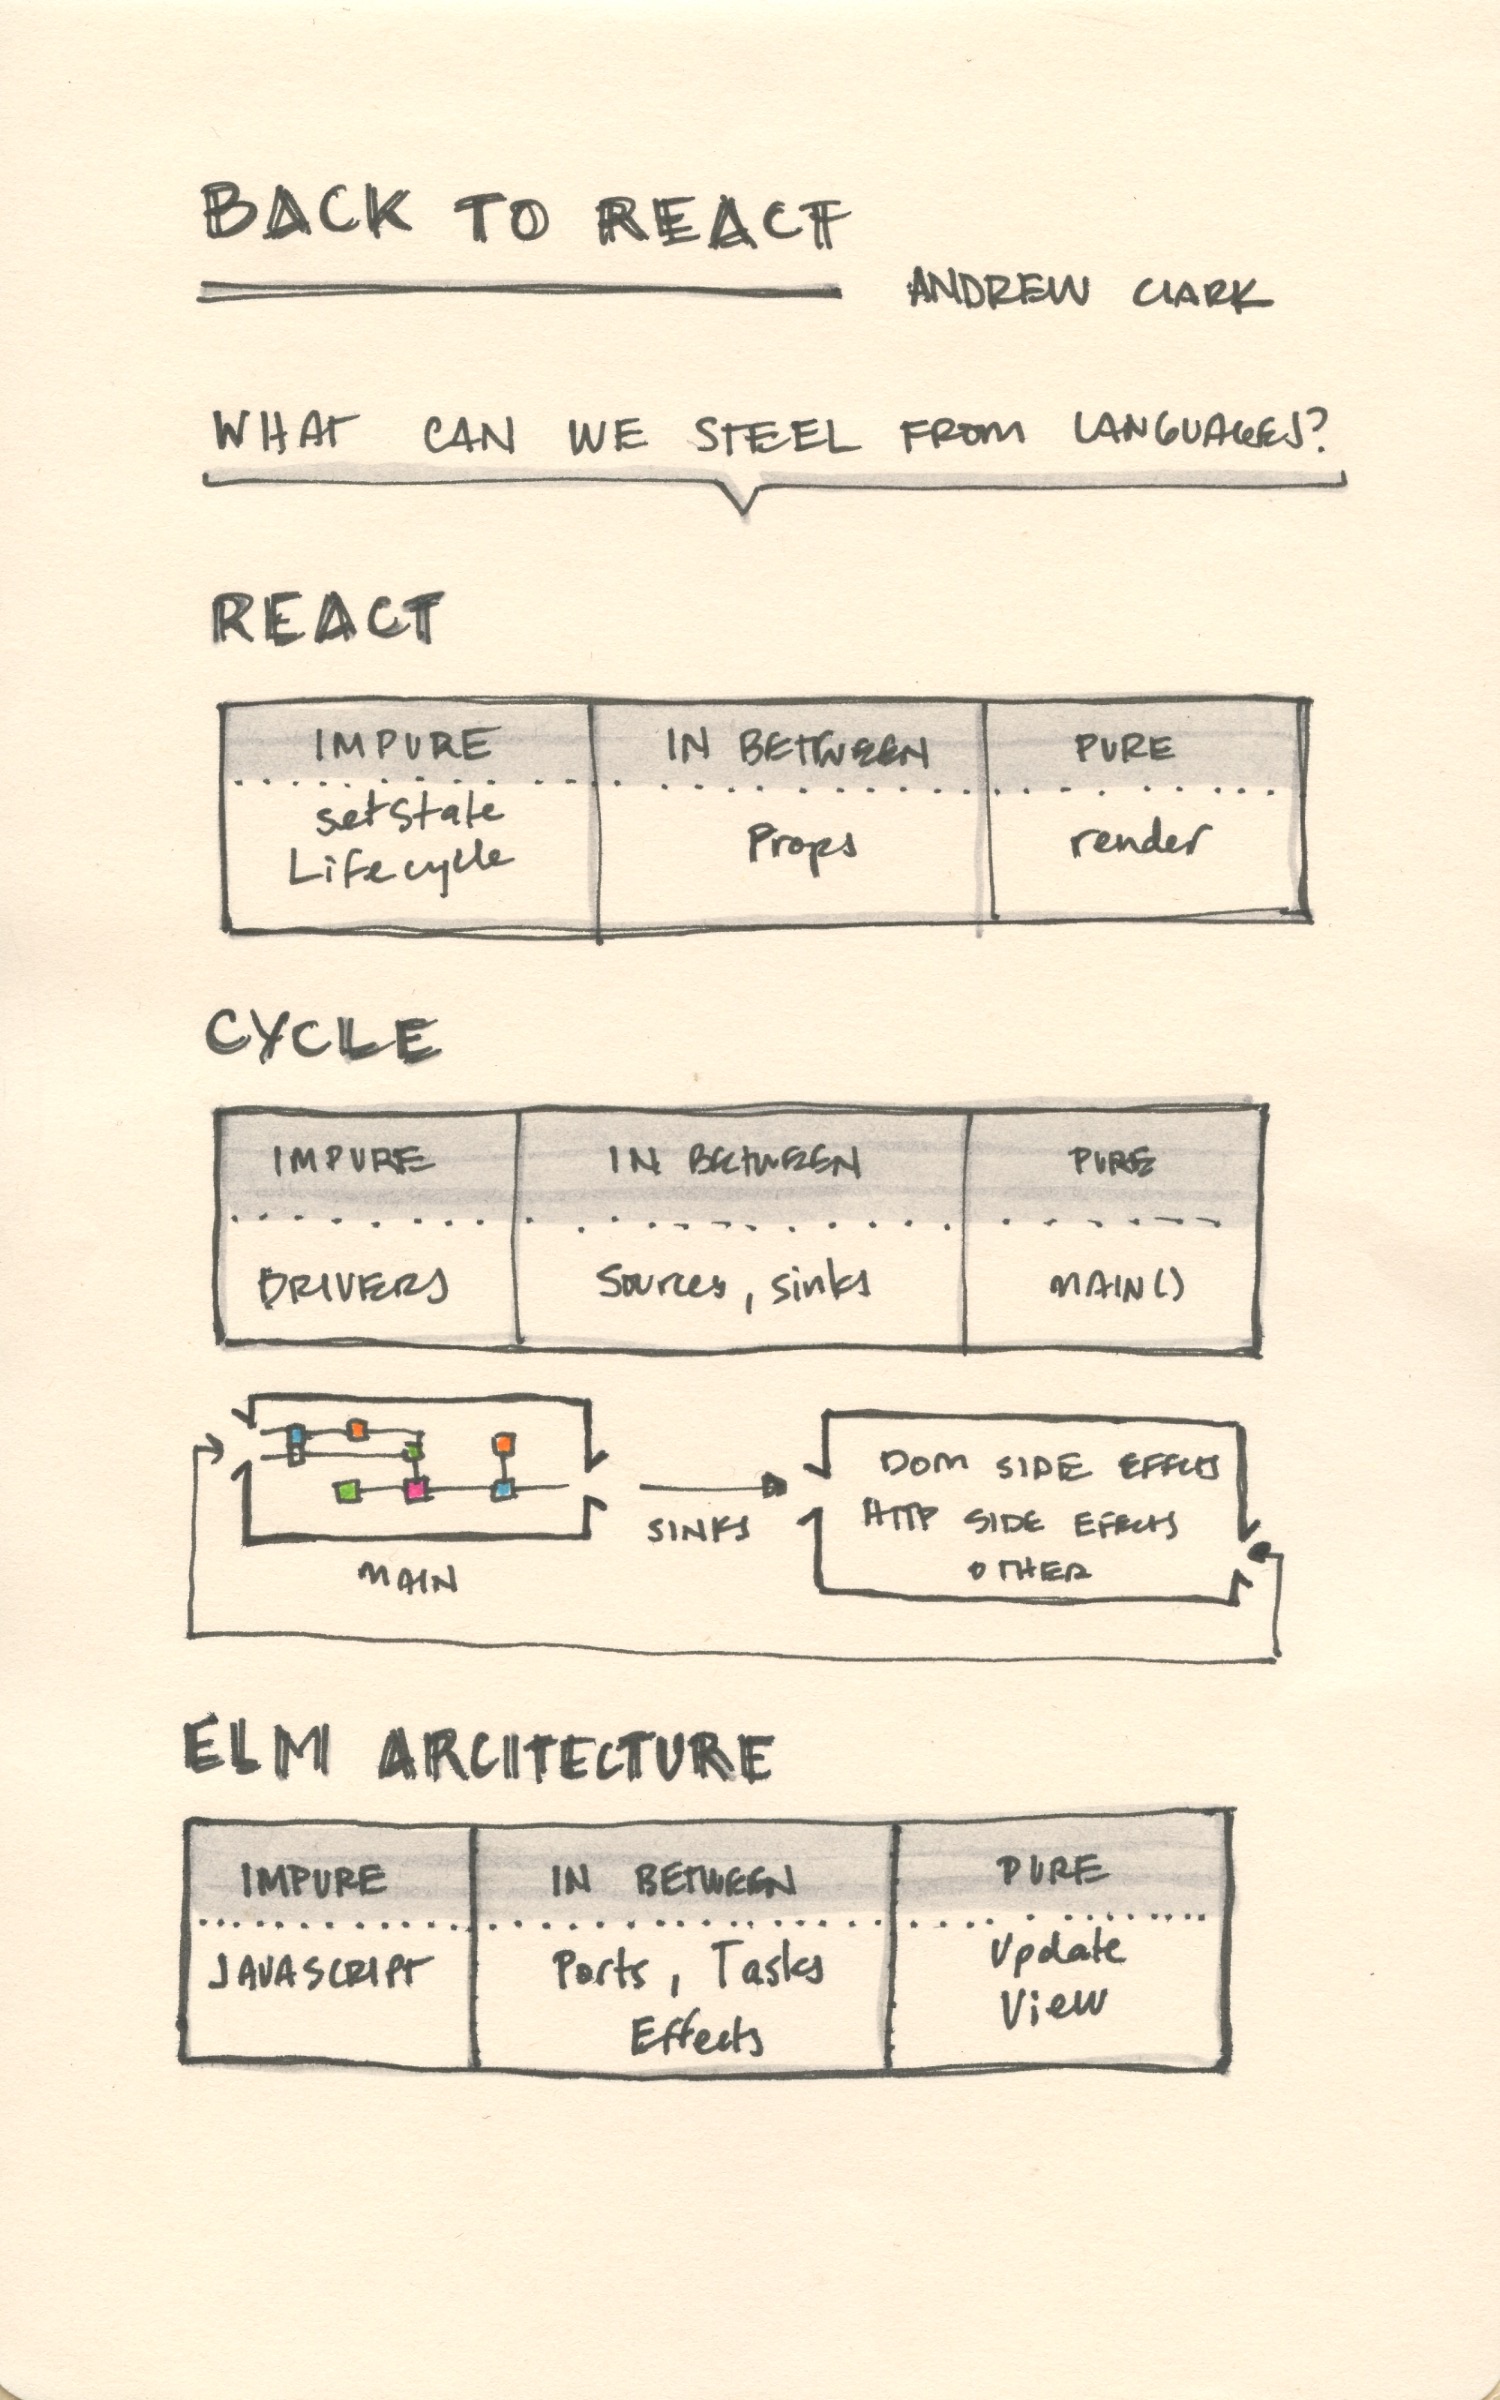 BACK TO REACT
ANDREW CLARK
WHAT CAN WE STEEL FROM LANGUAGES?
REACT
IMPURE IN BETWEEN PURE
setState Props render
Lifecycle
CYCLE
IMPURE IN BETWEEN PURE
DRIVERS Sources, sinks MAIN()
DOM SIDE EFFECTS
HTTP SIDE EFFECTS
OTHER
SINKS
MAIN
ELM ARCITECTURE
IMPURE IN BETWEEN PURE
JAVASCRIPT Ports, Tasks Update
Effects View